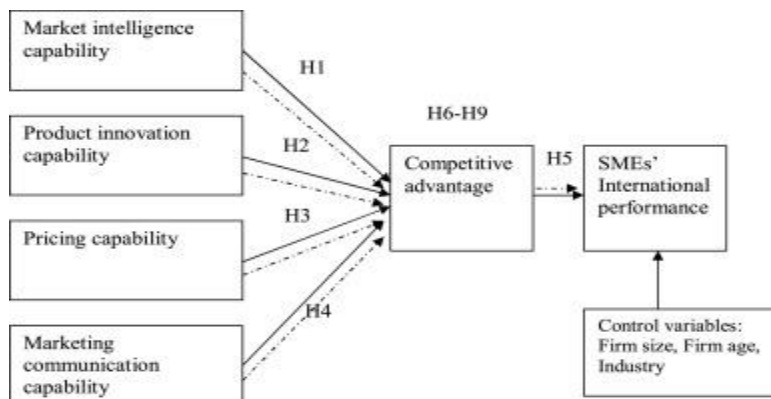 Market intelligence
capability
H1
Product innovation
capability
H2
H6-H9
Competitive
advantage
H5
SMEs'
International
performance
H3
Pricing capability
H4
Marketing
communication
capability
Control variables:
Firm size, Firm age,
Industry